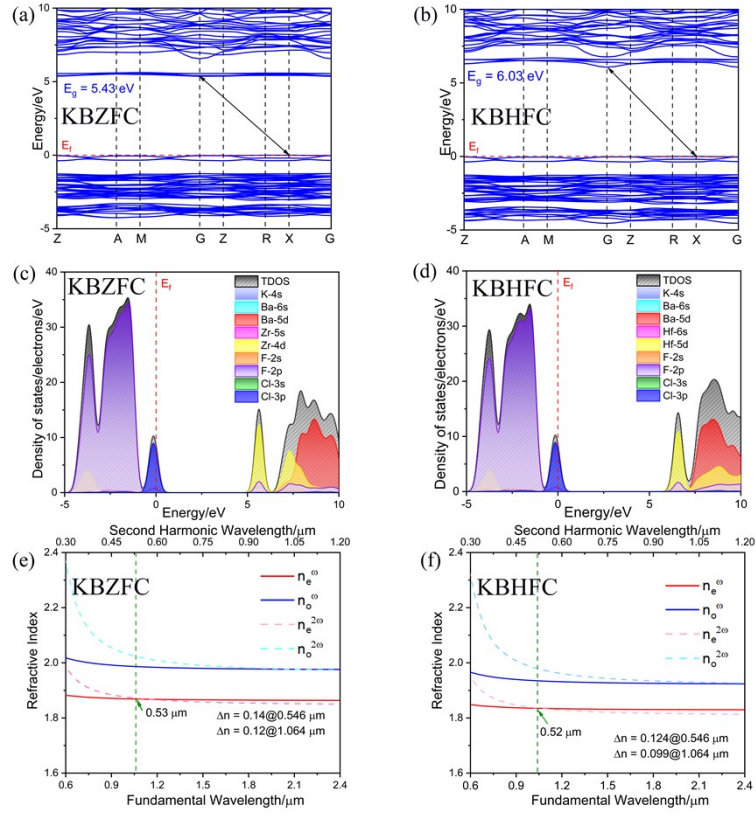 (a)
10
5
0
-5
Energy/eV
Eg = 5.43 eV
KBZFC
Ef
Z A M G Z R X G
(b)
10
5
0
-5
Energy/eV
Eg = 6.03 eV
KBHFC
Ef
Z A M G Z R X G
(c)
KBZFC
Ef
40
30
20
10
0
Density of states/electrons/eV
TDOS
K-4s
Ba-6s
Ba-5d
Zr-5s
Zr-4d
F-2s
F-2p
Cl-3s
Cl-3p
-5 0 5 10
Energy/eV
(d)
KBHFC
Ef
40
30
20
10
0
Density of states/electrons/eV
TDOS
K-4s
Ba-6s
Ba-5d
Hf-6s
Hf-5d
F-2s
F-2p
Cl-3s
Cl-3p
-5 0 5 10
Energy/eV
(e)
Second Harmonic Wavelength/μm
0.30 0.45 0.60 0.75 0.90 1.05 1.20
KBZFC
2.4
2.2
2.0
1.8
1.6
Refractive Index
neω
noω
ne2ω
no2ω
0.53 μm
Δn = 0.14@0.546 μm
Δn = 0.12@1.064 μm
0.6 0.9 1.2 1.5 1.8 2.1 2.4
Fundamental Wavelength/μm
(f)
Second Harmonic Wavelength/μm
0.30 0.45 0.60 0.75 0.90 1.05 1.20
KBHFC
2.4
2.2
2.0
1.8
1.6
Refractive Index
neω
noω
ne2ω
no2ω
0.52 μm
Δn = 0.124@0.546 μm
Δn = 0.099@1.064 μm
0.6 0.9 1.2 1.5 1.8 2.1 2.4
Fundamental Wavelength/μm